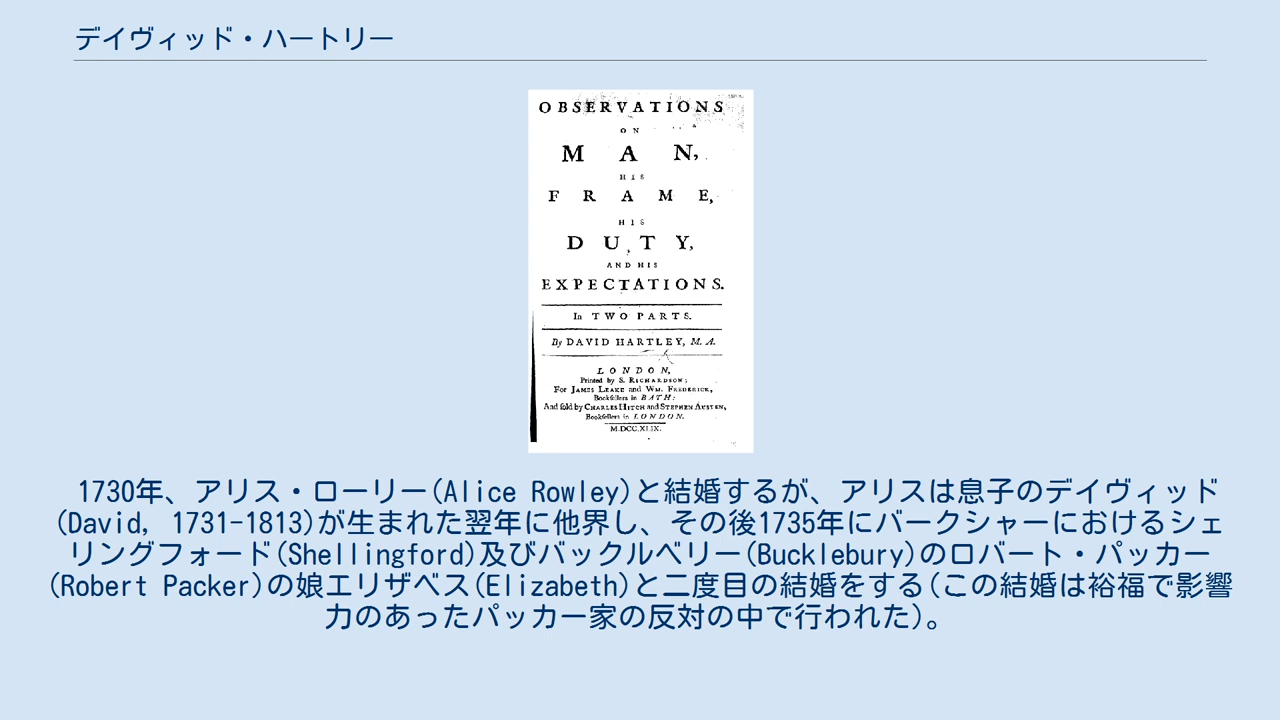 デイヴィッド・ハートリー
OBSERVATIONS
ON
MAN,
HIS
FRAME,
HIS
DUTY,
AND HIS
EXPECTATIONS.
In TWO PARTS.
By DAVID HARTLEY, M. A.
LONDON,
Printed by S. RICHARDSON;
For JAMES LEAKE and WM. FREDERICK,
Bookſellers in BATH:
And ſold by CHARLES HITCH and STEPHEN AUSTEN,
Bookſellers in LONDON.
M.DCC.XLIX.
1730年、アリス・ローリー(Alice Rowley)と結婚するが、アリスは息子のデイヴィッド
(David, 1731-1813)が生まれた翌年に他界し、その後1735年にバークシャーにおけるシェ
リングフォード(Shellingford)及びバックルベリー(Bucklebury)のロバート・パッカー
(Robert Packer)の娘エリザベス(Elizabeth)と二度目の結婚をする(この結婚は裕福で影響
力のあったパッカー家の反対の中で行われた)。